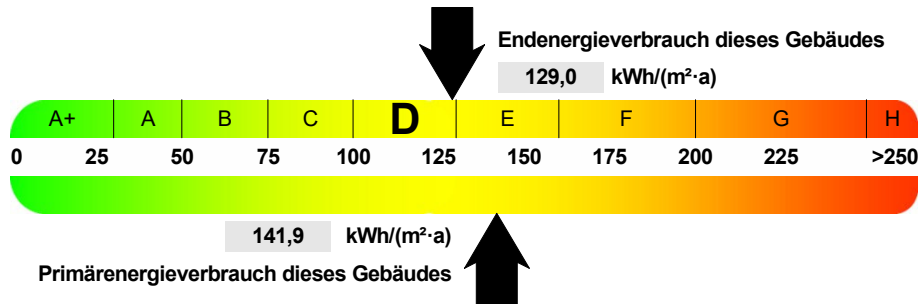 Endenergieverbrauch dieses Gebäudes
129,0 kWh/(m²·a)
A+ A B C D E F G H
0 25 50 75 100 125 150 175 200 225 >250
141,9 kWh/(m²·a)
Primärenergieverbrauch dieses Gebäudes